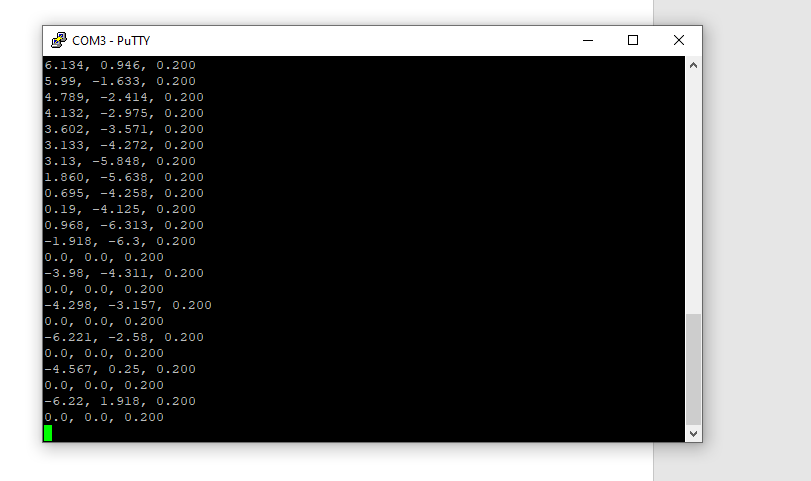 COM3 - PuTTY
6.134, 0.946, 0.200
5.99, -1.633, 0.200
4.789, -2.414, 0.200
4.132, -2.975, 0.200
3.602, -3.571, 0.200
3.133, -4.272, 0.200
3.13, -5.848, 0.200
1.860, -5.638, 0.200
0.695, -4.258, 0.200
0.19, -4.125, 0.200
0.968, -6.313, 0.200
-1.918, -6.3, 0.200
0.0, 0.0, 0.200
-3.98, -4.311, 0.200
0.0, 0.0, 0.200
-4.298, -3.157, 0.200
0.0, 0.0, 0.200
-6.221, -2.58, 0.200
0.0, 0.0, 0.200
-4.567, 0.25, 0.200
0.0, 0.0, 0.200
-6.22, 1.918, 0.200
0.0, 0.0, 0.200